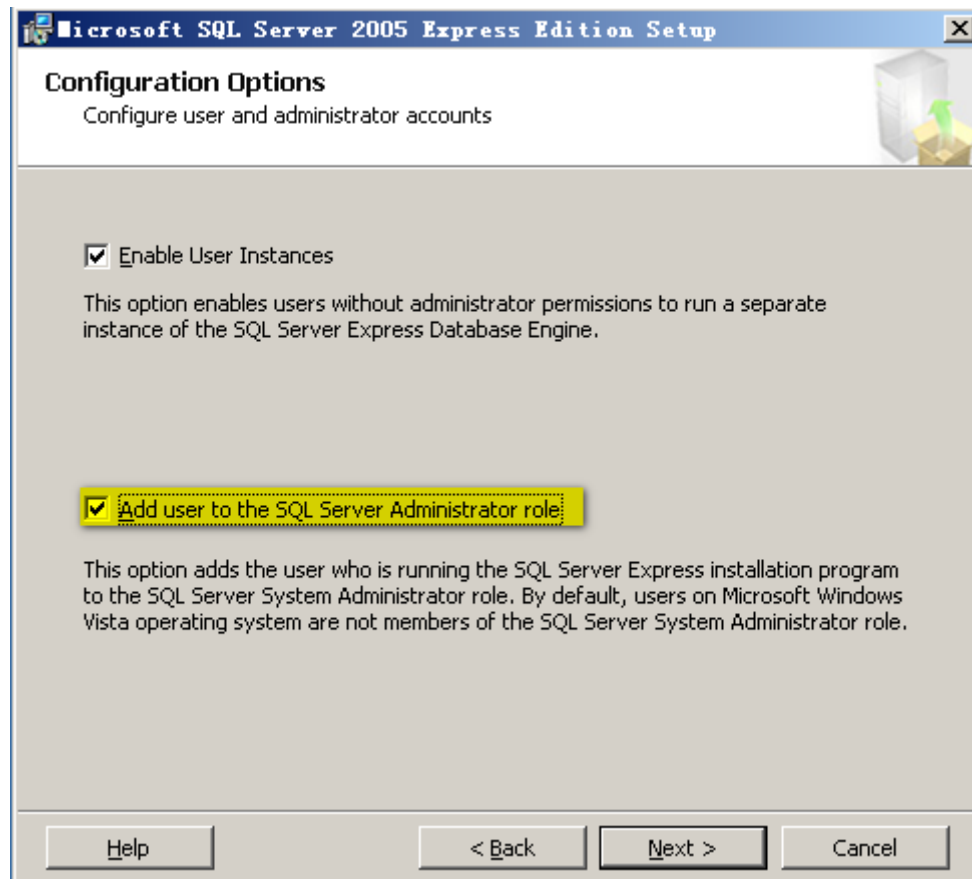 Microsoft SQL Server 2005 Express Edition Setup
Configuration Options
Configure user and administrator accounts
Enable User Instances
This option enables users without administrator permissions to run a separate
instance of the SQL Server Express Database Engine.
Add user to the SQL Server Administrator role
This option adds the user who is running the SQL Server Express installation program
to the SQL Server System Administrator role. By default, users on Microsoft Windows
Vista operating system are not members of the SQL Server System Administrator role.
Help
< Back
Next >
Cancel